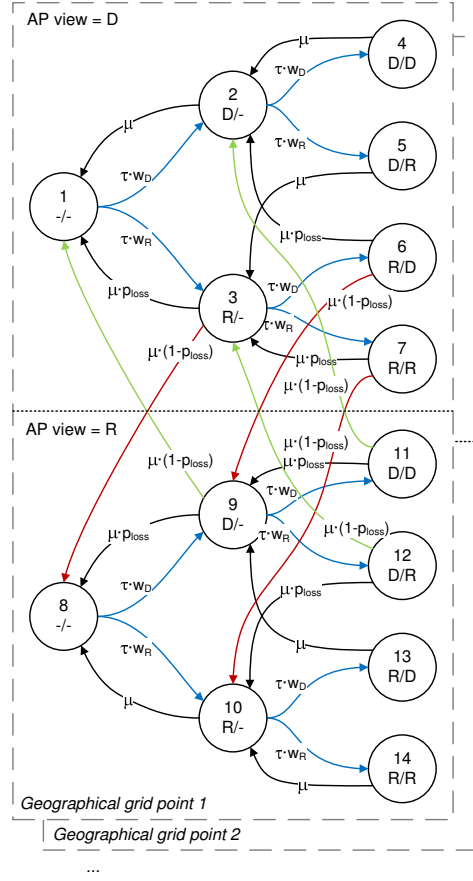 AP view = D
4
D/D
μ
τ·w_D
2
D/-
τ·w_R
5
D/R
μ
μ
τ·w_D
1
-/-
τ·w_R
μ·p_loss
6
R/D
μ·p_loss
3
R/-
τ·w_D
μ·(1-p_loss)
τ·w_R
7
R/R
μ·p_loss
μ·(1-p_loss)
μ·(1-p_loss)
AP view = R
μ·(1-p_loss)
11
D/D
μ·(1-p_loss)
μ·p_loss
9
D/-
τ·w_D
τ·w_R
μ·(1-p_loss)
12
D/R
μ·p_loss
τ·w_D
8
-/-
μ·p_loss
τ·w_R
μ
13
R/D
μ
10
R/-
τ·w_D
τ·w_R
14
R/R
μ
Geographical grid point 1
Geographical grid point 2
...